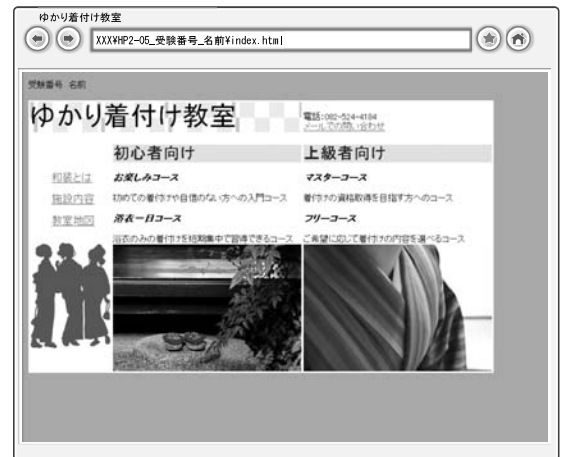 ゆかり着付け教室
XXX¥HP2-05_受験番号_名前¥index.html
受験番号 名前
ゆかり着付け教室
電話:082-524-4184
メールでの問い合わせ
初心者向け 上級者向け
和装とは お楽しみコース マスターコース
施設内容 初めての着付けや自信のない方への入門コース 着付けの資格取得を目指す方へのコース
教室地図 浴衣一日コース フリーコース
浴衣のみの着付けを短期集中で習得できるコース ご希望に応じて着付けの内容を選べるコース